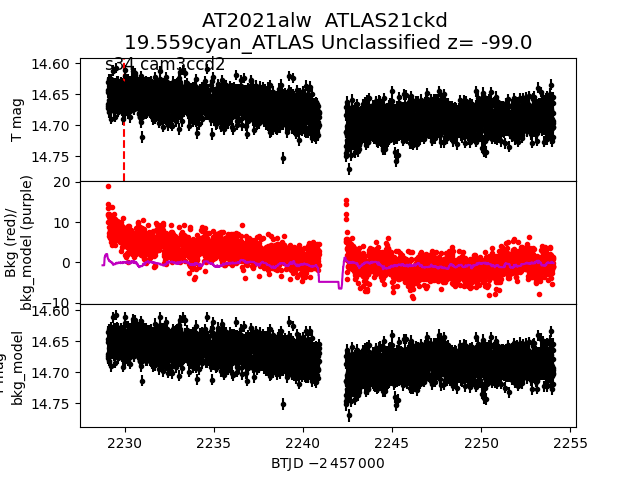 AT2021alw  ATLAS21ckd
19.559cyan_ATLAS Unclassified z= -99.0
s34 cam3ccd2
14.60
14.65
14.70
14.75
T mag
20
10
0
−10
Bkg (red)/
bkg_model (purple)
14.60
14.65
14.70
14.75
mag
bkg_model
2230
2235
2240
2245
2250
2255
BTJD −2 457 000